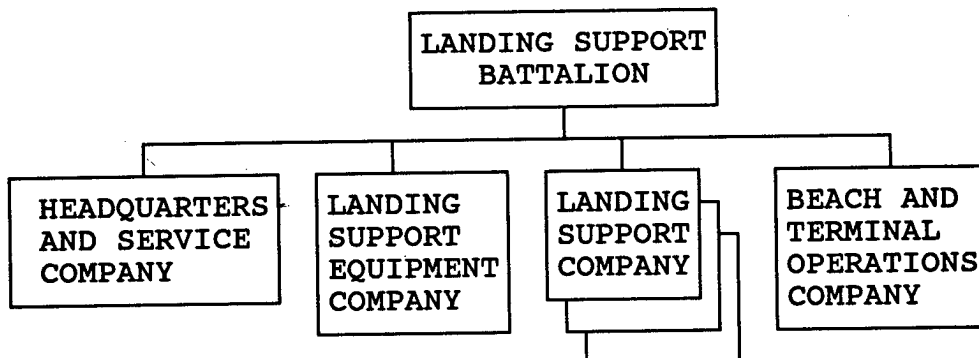 LANDING SUPPORT
BATTALION
HEADQUARTERS
AND SERVICE
COMPANY
LANDING
SUPPORT
EQUIPMENT
COMPANY
LANDING
SUPPORT
COMPANY
BEACH AND
TERMINAL
OPERATIONS
COMPANY